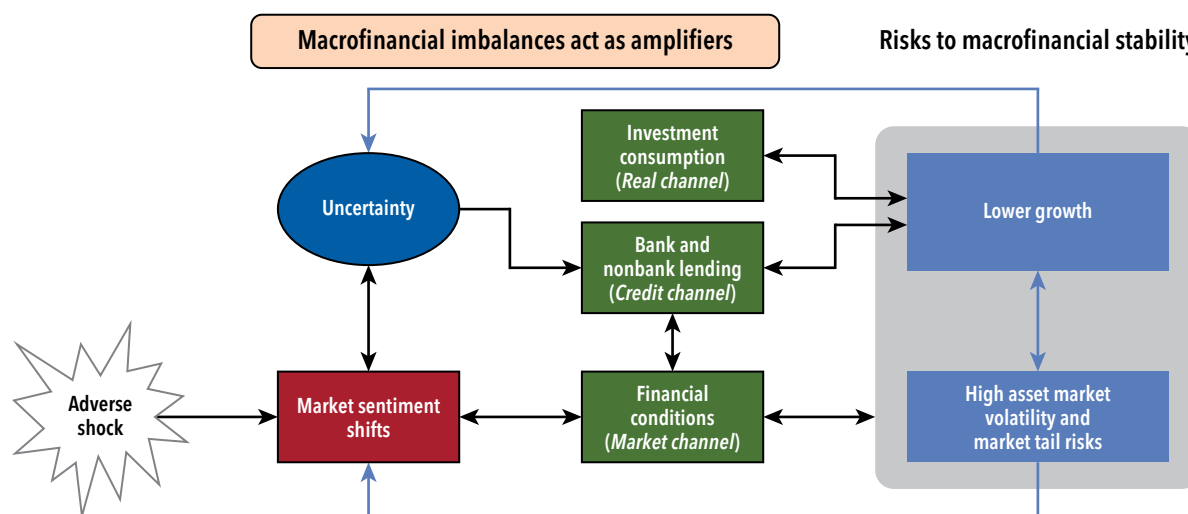 Macrofinancial imbalances act as amplifiers
Risks to macrofinancial stability
Investment
consumption
(Real channel)
Uncertainty
Lower growth
Bank and
nonbank lending
(Credit channel)
Adverse
shock
Market sentiment
shifts
Financial
conditions
(Market channel)
High asset market
volatility and
market tail risks